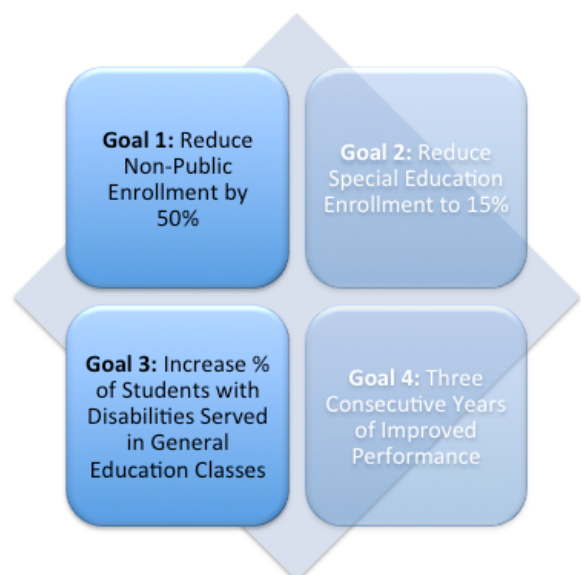 Goal 1: Reduce
Non-Public
Enrollment by
50%
Goal 2: Reduce
Special Education
Enrollment to 15%
Goal 3: Increase %
of Students with
Disabilities Served
in General
Education Classes
Goal 4: Three
Consecutive Years
of Improved
Performance